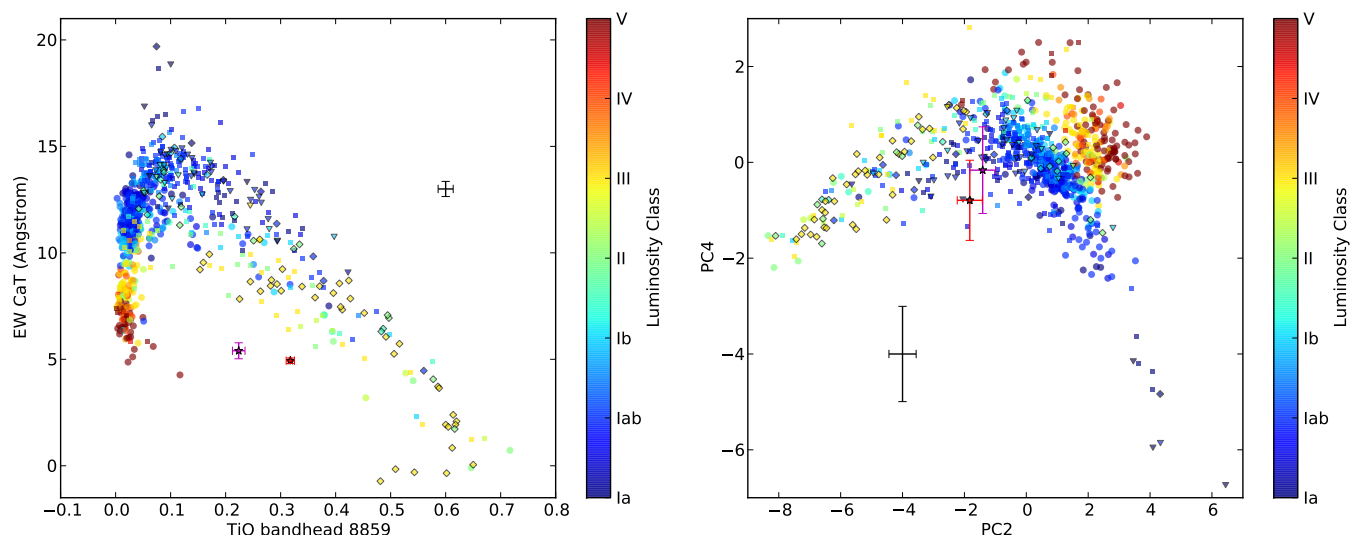 20
15
10
5
0
EW CaT (Angstrom)
−0.1 0.0 0.1 0.2 0.3 0.4 0.5 0.6 0.7 0.8
TiO bandhead 8859
V
IV
III
II
Ib
Iab
Ia
Luminosity Class
2
0
−2
−4
−6
PC4
−8 −6 −4 −2 0 2 4 6
PC2
V
IV
III
II
Ib
Iab
Ia
Luminosity Class